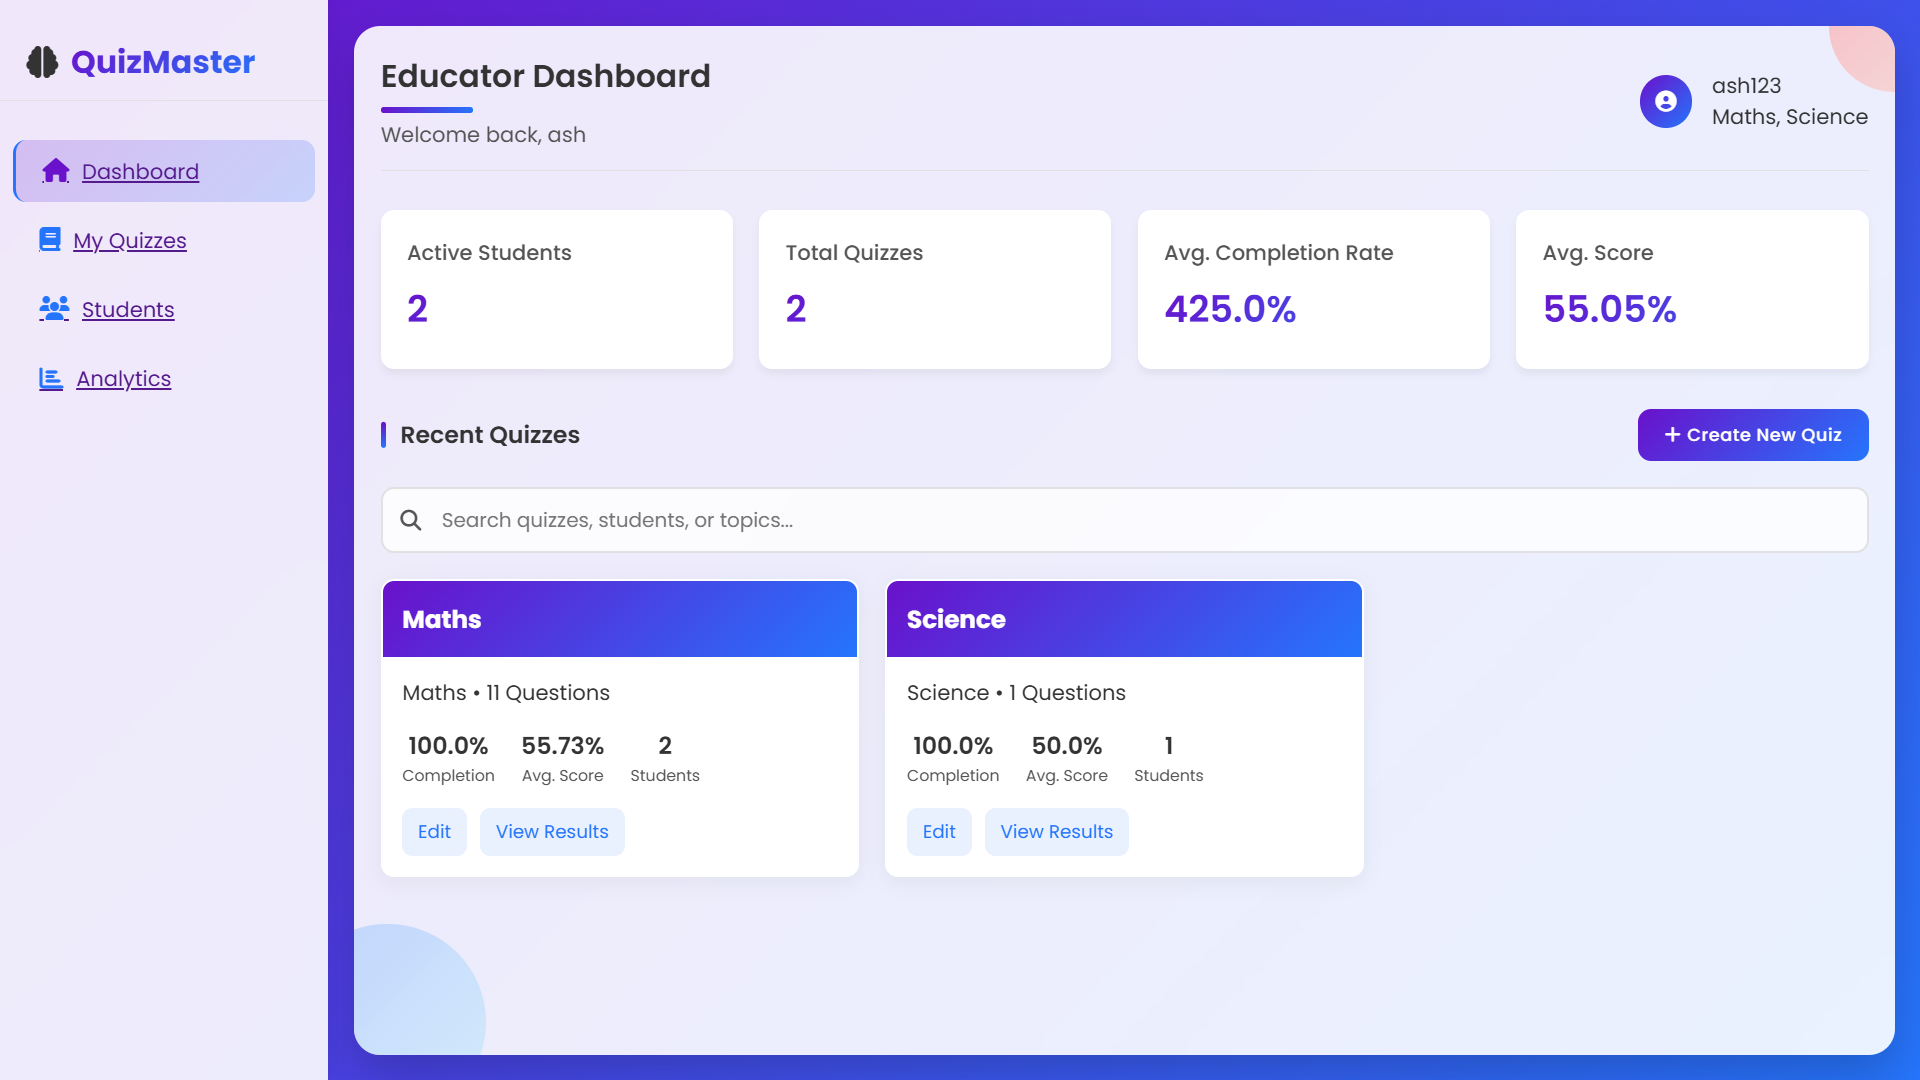 QuizMaster
Dashboard
My Quizzes
Students
Analytics
Educator Dashboard
Welcome back, ash
ash123
Maths, Science
Active Students
2
Total Quizzes
2
Avg. Completion Rate
425.0%
Avg. Score
55.05%
Recent Quizzes
+ Create New Quiz
Search quizzes, students, or topics...
Maths
Maths • 11 Questions
100.0% 55.73% 2
Completion Avg. Score Students
Edit View Results
Science
Science • 1 Questions
100.0% 50.0% 1
Completion Avg. Score Students
Edit View Results